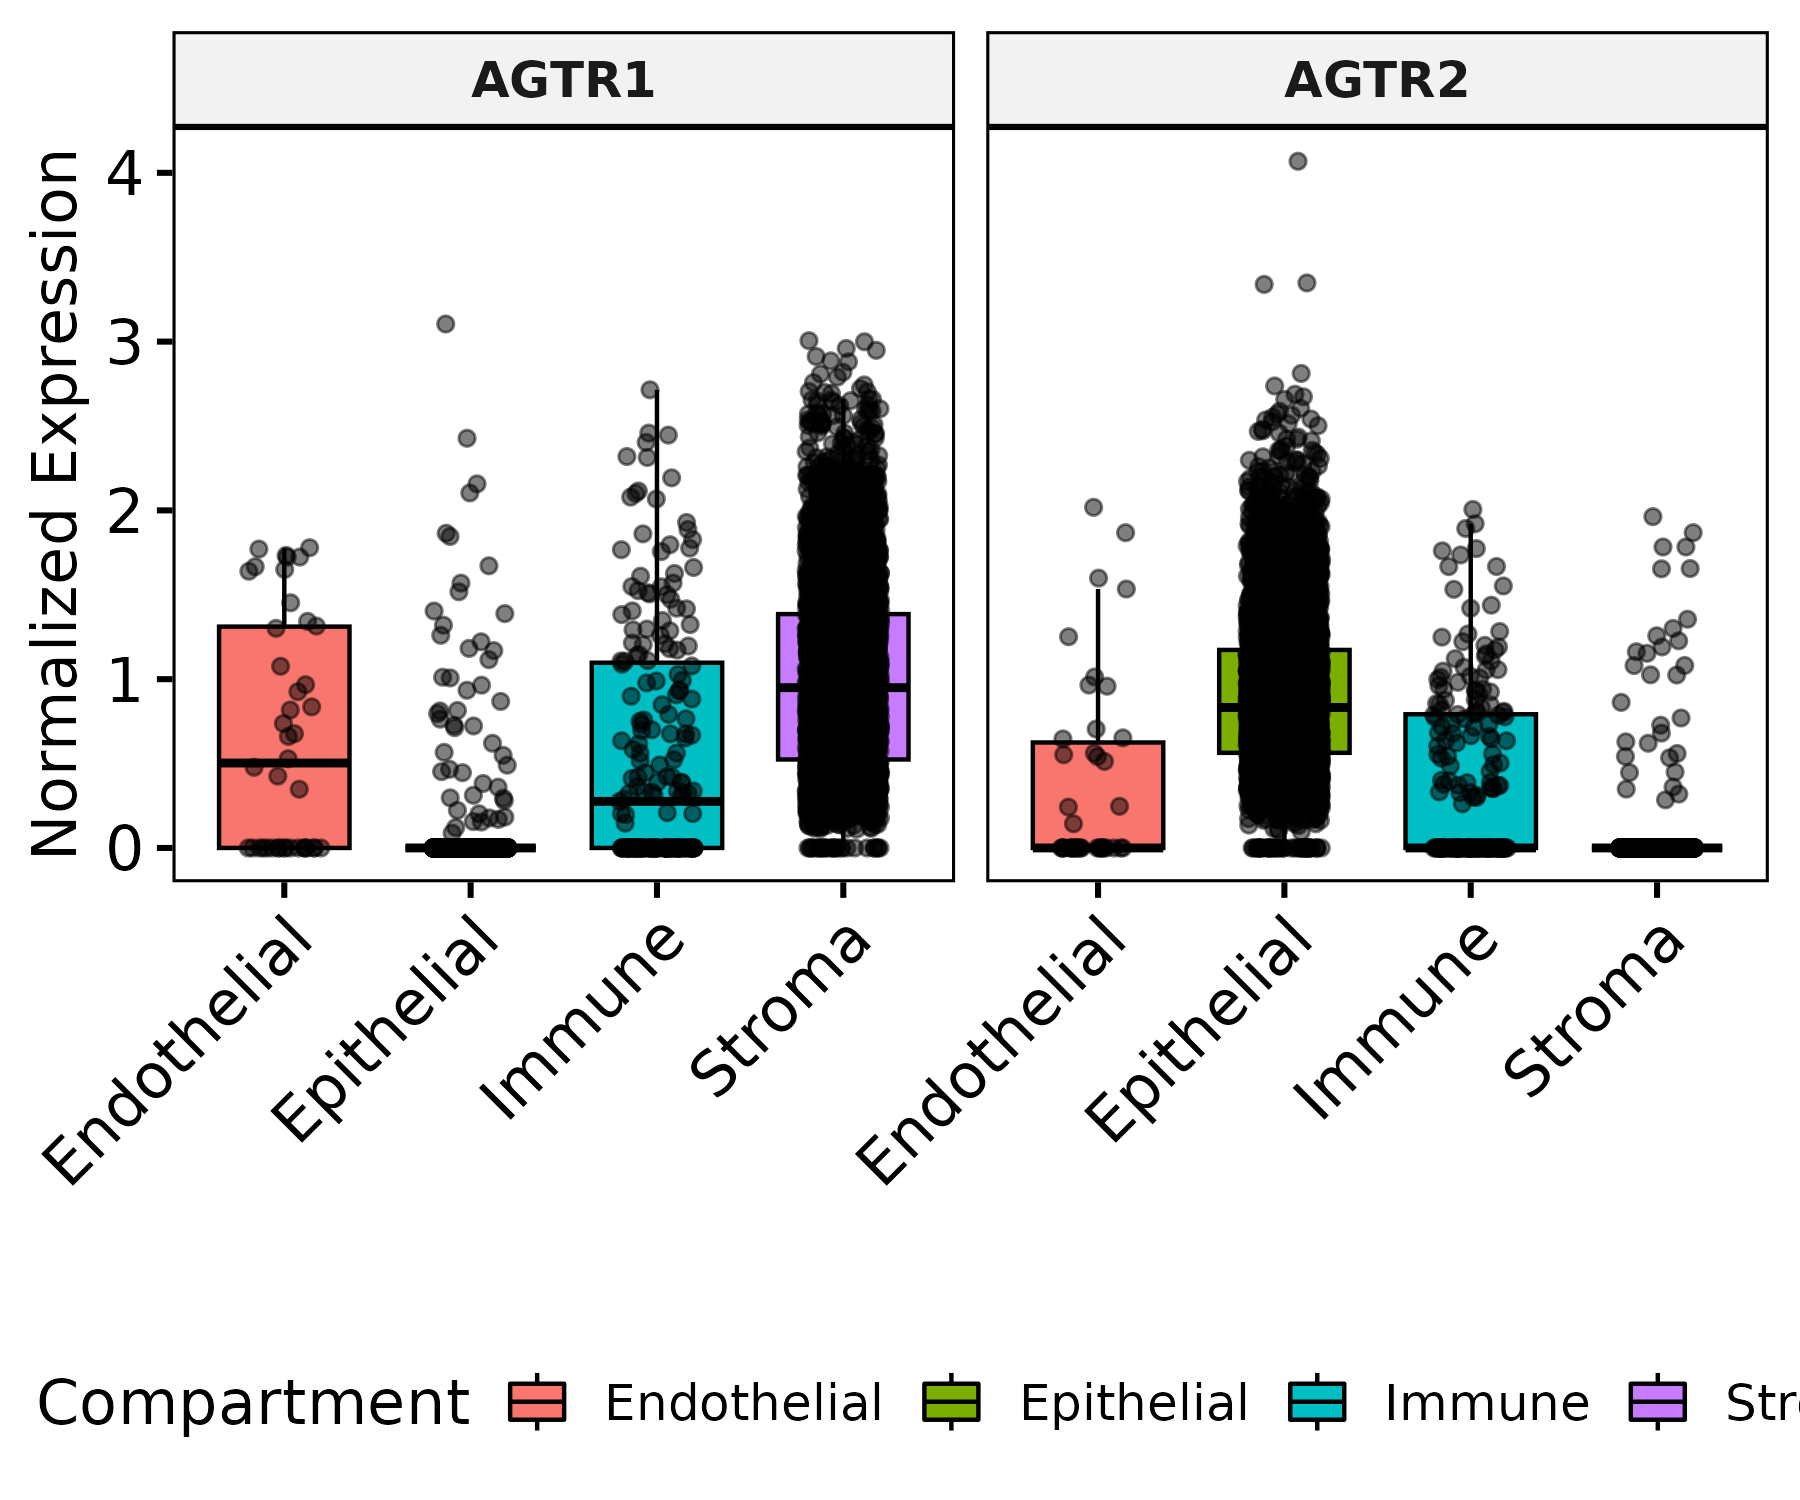 AGTR1 AGTR2
Normalized Expression
4
3
2
1
0
Endothelial Epithelial Immune Stroma Endothelial Epithelial Immune Stroma
Compartment Endothelial Epithelial Immune Str